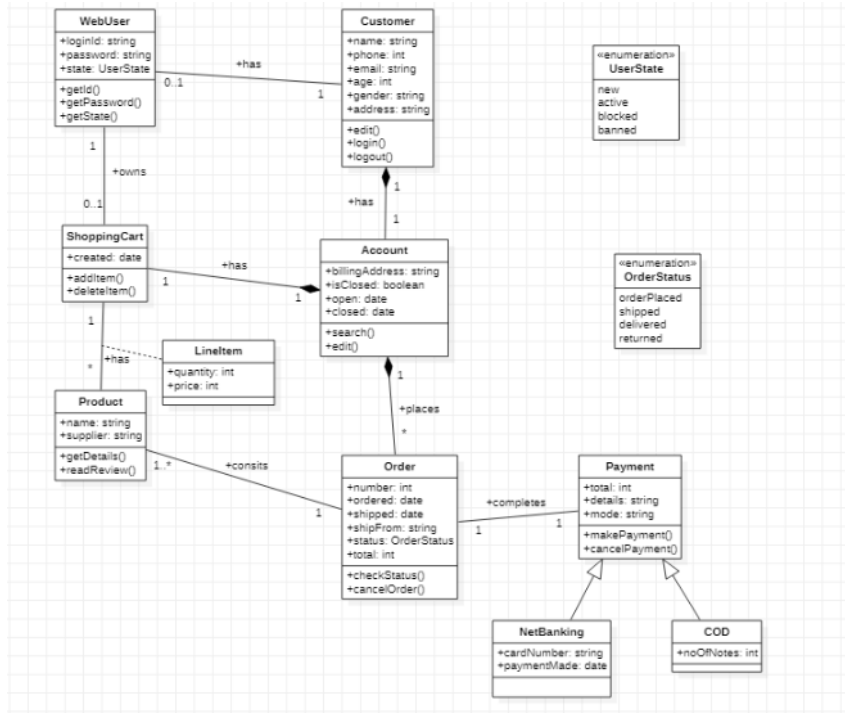 WebUser
+loginId: string
+password: string
+state: UserState
+getId()
+getPassword()
+getState()
Customer
+name: string
+phone: int
+email: string
+age: int
+gender: string
+address: string
+edit()
+login()
+logout()
«enumeration»
UserState
new
active
blocked
banned
+has
0..1
1
1
+owns
0..1
1
+has
1
ShoppingCart
+created: date
+addItem()
+deleteItem()
+has
1
1
Account
+billingAddress: string
+isClosed: boolean
+open: date
+closed: date
+search()
+edit()
«enumeration»
OrderStatus
orderPlaced
shipped
delivered
returned
1
+has
*
LineItem
+quantity: int
+price: int
1
+places
*
Product
+name: string
+supplier: string
+getDetails()
+readReview()
1..*
+consits
1
Order
+number: int
+ordered: date
+shipped: date
+shipFrom: string
+status: OrderStatus
+total: int
+checkStatus()
+cancelOrder()
+completes
1
1
Payment
+total: int
+details: string
+mode: string
+makePayment()
+cancelPayment()
NetBanking
+cardNumber: string
+paymentMade: date
COD
+noOfNotes: int